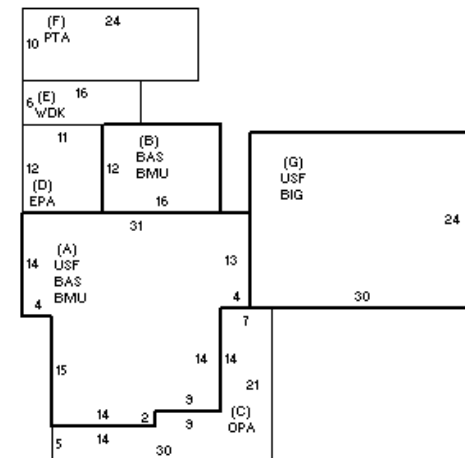 (F) 24
10 PTA
6 (E) 16
WDK
11 (B)
12 12 BAS
BMU
(D)
EPA 16
(G)
USF
BIG
24
31
(A)
14 USF 13
BAS
4 BMU 4 30
7
15 14 14
21
9
14 2 9 (C)
OPA
5 14
30